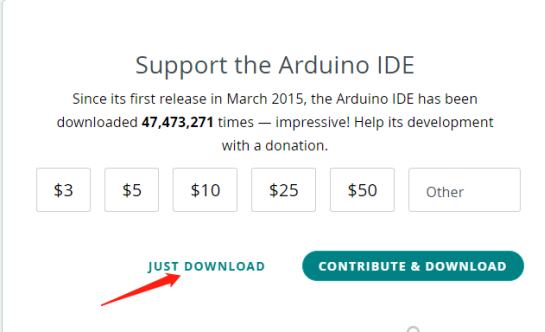 Support the Arduino IDE
Since its first release in March 2015, the Arduino IDE has been
downloaded 47,473,271 times — impressive! Help its development
with a donation.
$3 $5 $10 $25 $50 Other
JUST DOWNLOAD CONTRIBUTE & DOWNLOAD